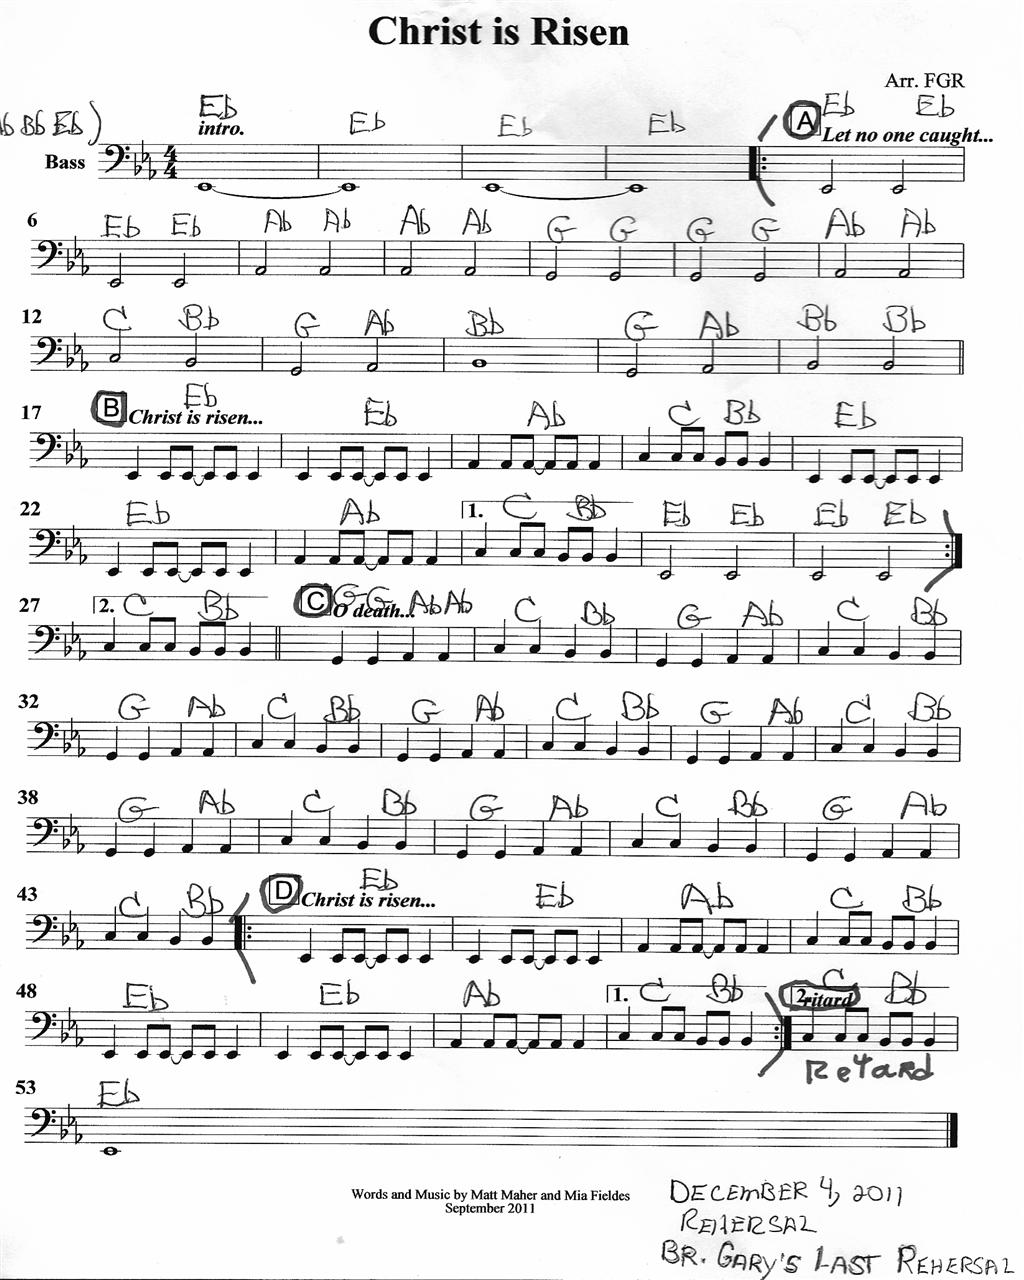 Christ is Risen
Arr. FGR
Ab Bb Eb)
Eb Eb Eb Eb A Eb Eb
intro. Let no one caught...
Bass
6 Eb Eb Ab Ab Ab Ab G G G G Ab Ab
12 C Bb G Ab Bb G Ab Bb Bb
17 B Christ is risen... Eb Eb Ab C Bb Eb
22 Eb Ab 1. C Bb Eb Eb Eb Eb
27 2. C Bb C O death... G G Ab Ab C Bb G Ab C Bb
32 G Ab C Bb G Ab C Bb G Ab C Bb
38 G Ab C Bb G Ab C Bb G Ab
43 C Bb D Christ is risen... Eb Eb Ab C Bb
48 Eb Eb Ab 1. C Bb 2. ritard C Bb
Retard
53 Eb
Words and Music by Matt Maher and Mia Fieldes
September 2011
DECEMBER 4, 2011
REHERSAL
BR. GARY'S LAST REHERSAL